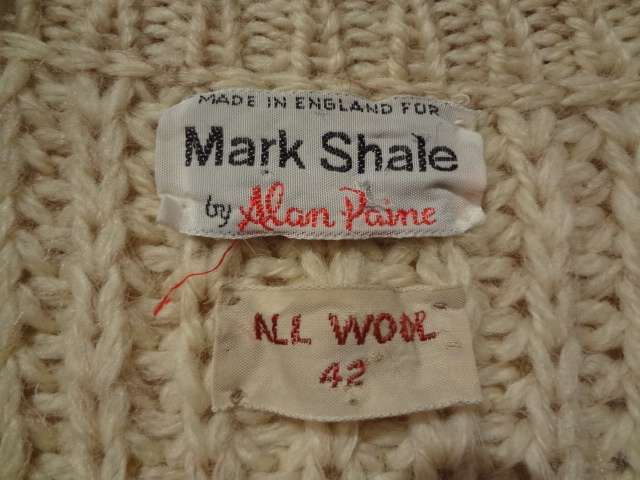 MADE IN ENGLAND FOR
Mark Shale
by Alan Paine
ALL WOOL
42